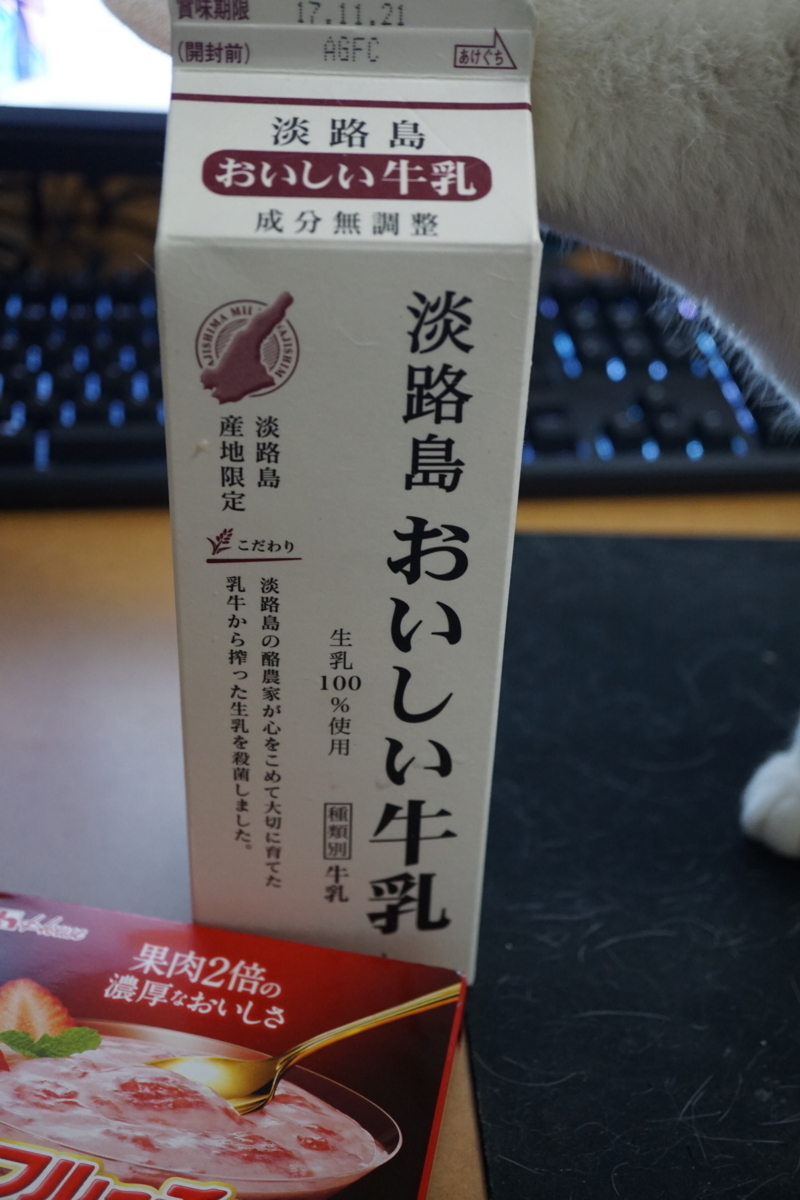 賞味期限 17.11.21
(開封前) AGFC
あけぐち
淡路島
おいしい牛乳
成分無調整
淡路島 おいしい牛乳
生乳100%使用
種類別 牛乳
淡路島
産地限定
こだわり
淡路島の酪農家が心をこめて大切に育てた
乳牛から搾った生乳を殺菌しました。
House
果肉2倍の
濃厚なおいしさ